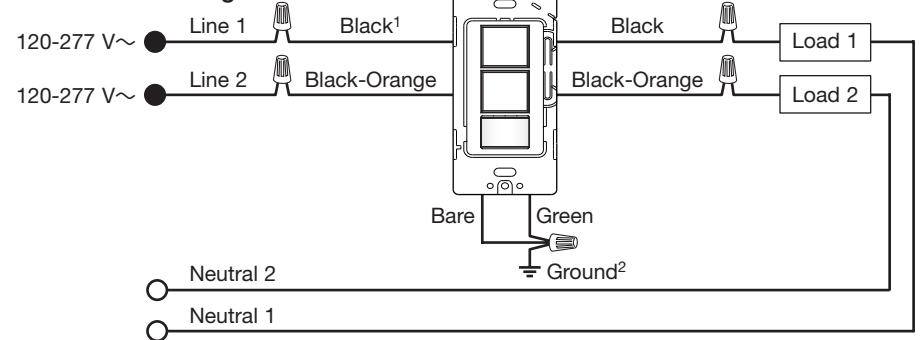 120-277 V~ Line 1 Black¹ Black Load 1
120-277 V~ Line 2 Black-Orange Black-Orange Load 2
Bare Green
Ground²
Neutral 2
Neutral 1